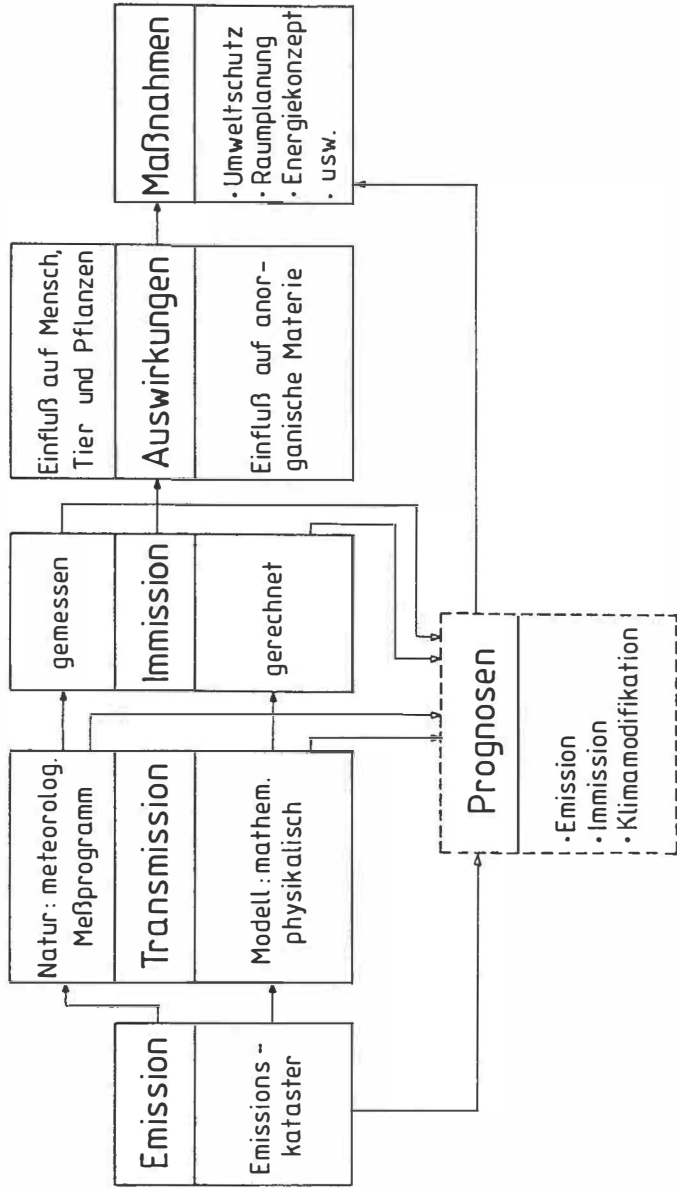 Emission
Emissions-
kataster
Natur: meteorolog.
Meßprogramm
Transmission
Modell: mathem.
physikalisch
gemessen
Immission
gerechnet
Einfluß auf Mensch,
Tier und Pflanzen
Auswirkungen
Einfluß auf anor-
ganische Materie
Maßnahmen
· Umweltschutz
· Raumplanung
· Energiekonzept
· usw.
Prognosen
· Emission
· Immission
· Klimamodifikation